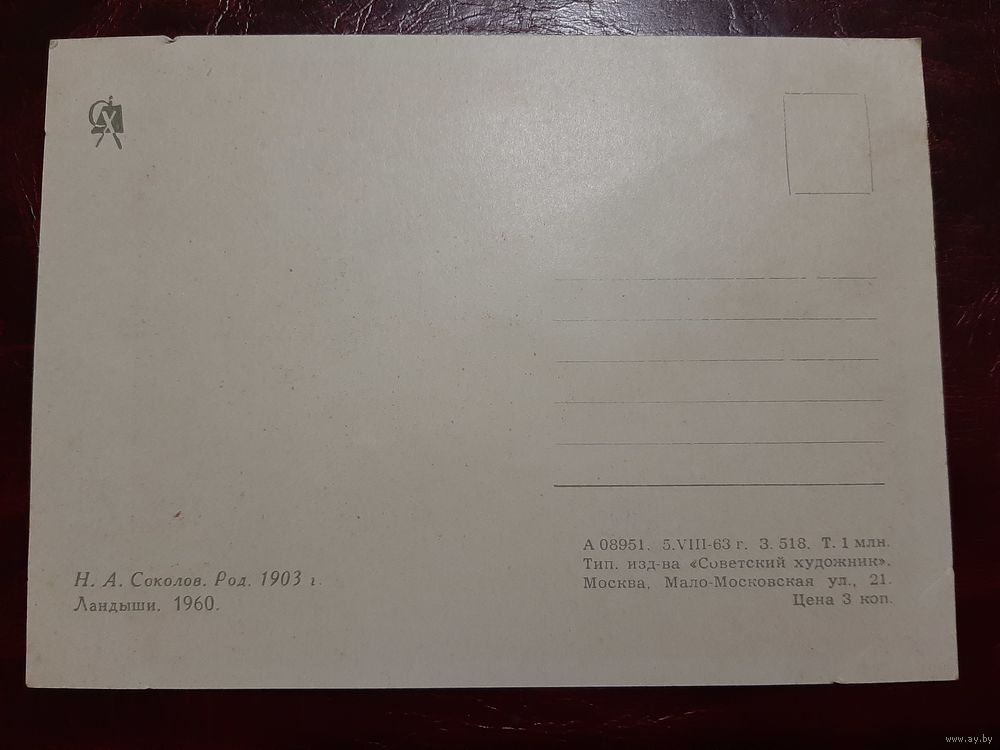 СХ
Н. А. Соколов. Род. 1903 г.
Ландыши. 1960.
А 08951. 5.VIII-63 г. З. 518. Т. 1 млн.
Тип. изд-ва «Советский художник».
Москва, Мало-Московская ул., 21.
Цена 3 коп.
www.ay.by